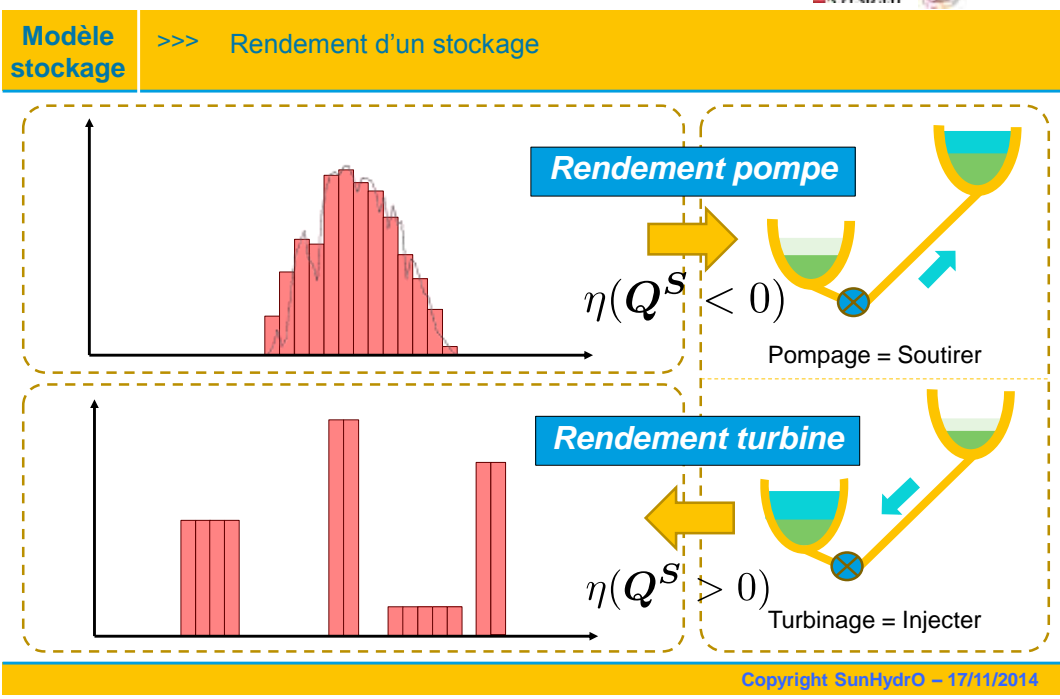 Modèle
stockage
>>> Rendement d’un stockage
Rendement pompe
η(Q^S < 0)
Pompage = Soutirer
Rendement turbine
η(Q^S > 0)
Turbinage = Injecter
Copyright SunHydrO – 17/11/2014